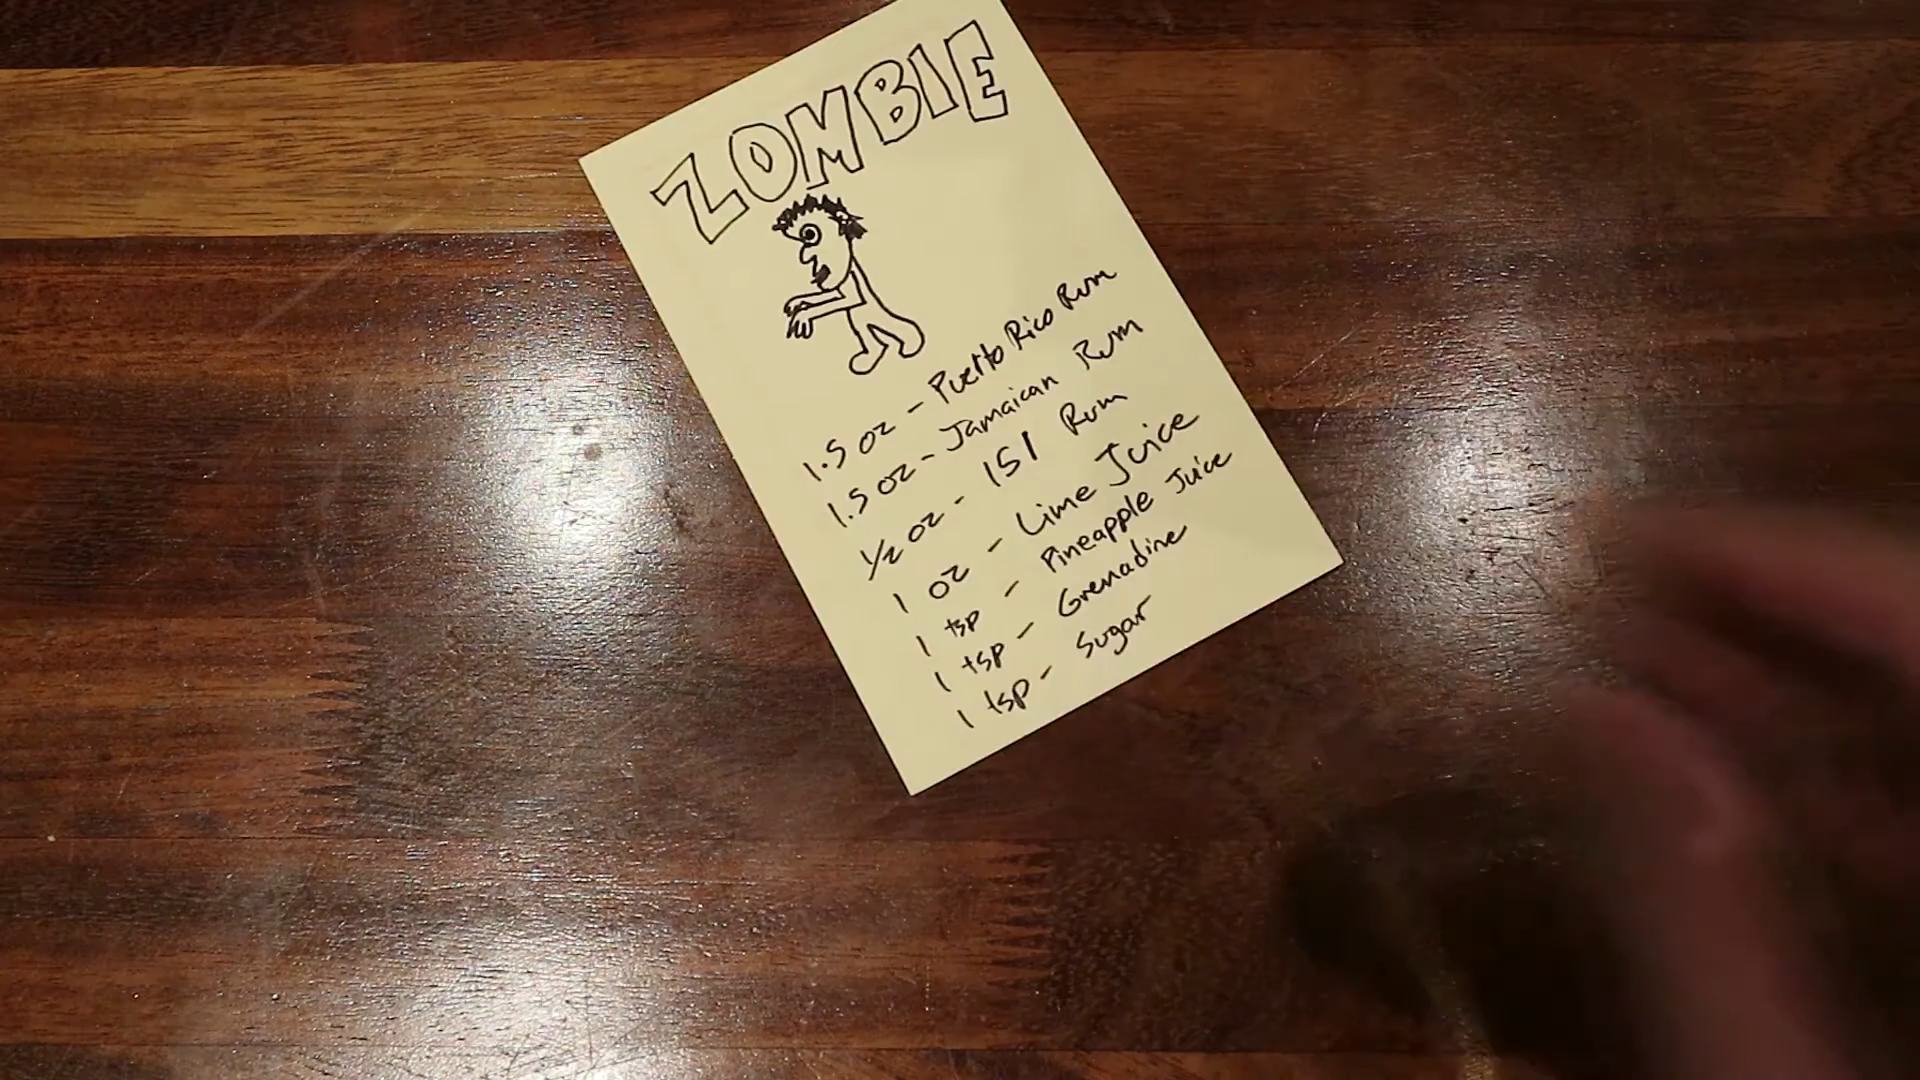 ZOMBIE
1.5 oz - Puerto Rico Rum
1.5 oz - Jamaican Rum
1/2 oz - 151 Rum
1 oz - Lime Juice
1 tsp - Pineapple Juice
1 tsp - Grenadine
1 tsp - Sugar